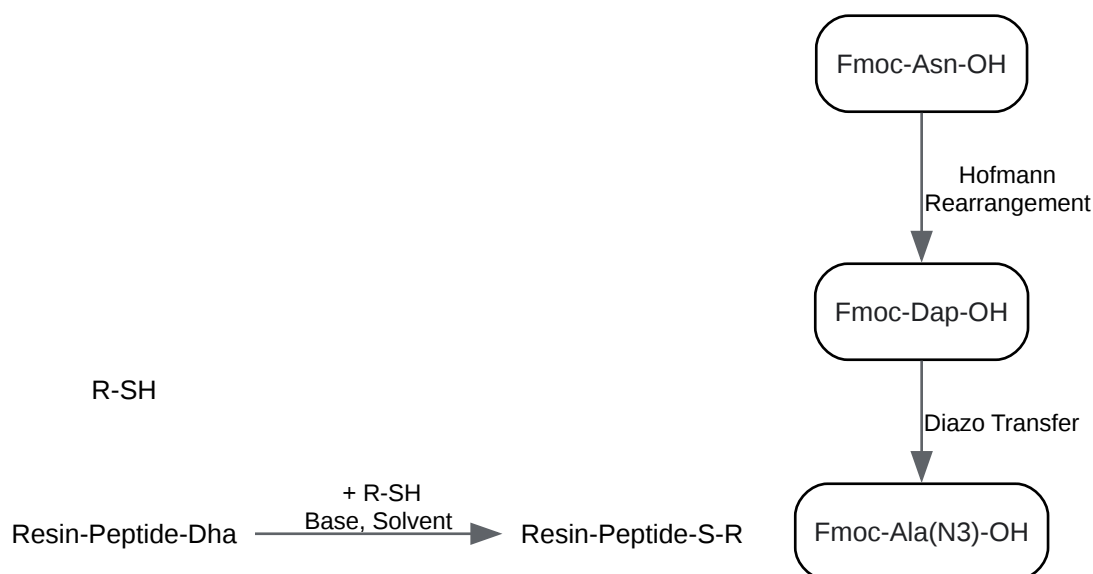 Fmoc-Asn-OH
Hofmann
Rearrangement
Fmoc-Dap-OH
R-SH
Diazo Transfer
+ R-SH
Base, Solvent
Resin-Peptide-Dha
Resin-Peptide-S-R
Fmoc-Ala(N3)-OH